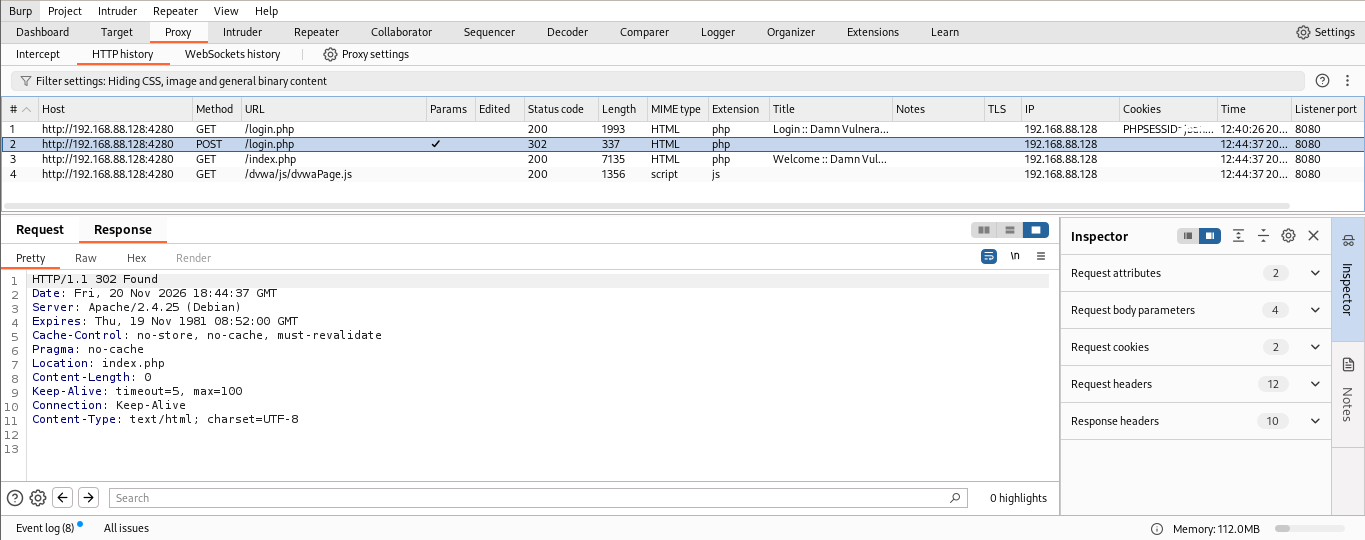 Burp Project Intruder Repeater View Help
Dashboard Target Proxy Intruder Repeater Collaborator Sequencer Decoder Comparer Logger Organizer Extensions Learn Settings
Intercept HTTP history WebSockets history Proxy settings
Filter settings: Hiding CSS, image and general binary content
# Host Method URL Params Edited Status code Length MIME type Extension Title Notes TLS IP Cookies Time Listener port
1 http://192.168.88.128:4280 GET /login.php 200 1993 HTML php Login :: Damn Vulnera... 192.168.88.128 PHPSESSID 12:40:26 20... 8080
2 http://192.168.88.128:4280 POST /login.php ✓ 302 337 HTML php 192.168.88.128 12:44:37 20... 8080
3 http://192.168.88.128:4280 GET /index.php 200 7135 HTML php Welcome :: Damn Vul... 192.168.88.128 12:44:37 20... 8080
4 http://192.168.88.128:4280 GET /dvwa/js/dvwaPage.js 200 1356 script js 192.168.88.128 12:44:37 20... 8080
Request Response
Pretty Raw Hex Render \n
1 HTTP/1.1 302 Found
2 Date: Fri, 20 Nov 2026 18:44:37 GMT
3 Server: Apache/2.4.25 (Debian)
4 Expires: Thu, 19 Nov 1981 08:52:00 GMT
5 Cache-Control: no-store, no-cache, must-revalidate
6 Pragma: no-cache
7 Location: index.php
8 Content-Length: 0
9 Keep-Alive: timeout=5, max=100
10 Connection: Keep-Alive
11 Content-Type: text/html; charset=UTF-8
12
13
Search
0 highlights
Inspector
Request attributes 2
Request body parameters 4
Request cookies 2
Request headers 12
Response headers 10
Inspector
Notes
Event log (8) All issues
Memory: 112.0MB